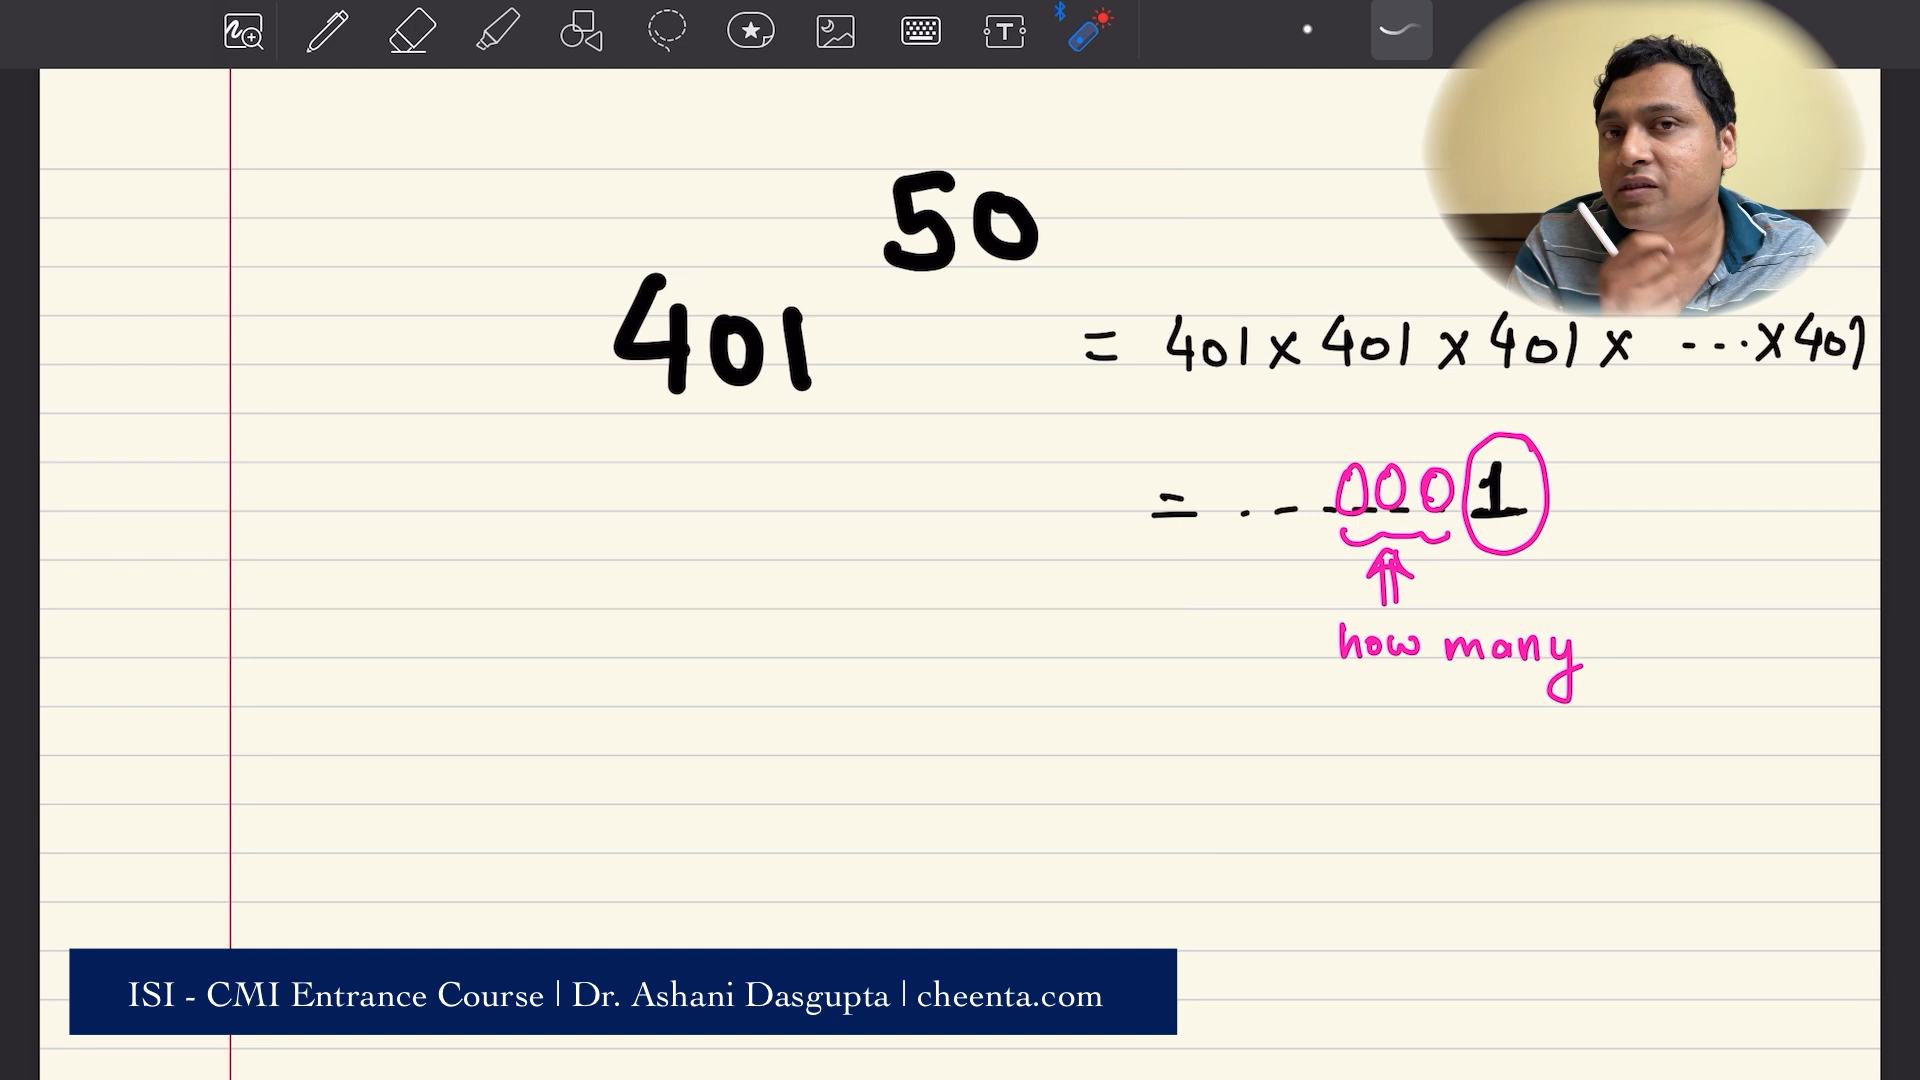 50
401
= 401 x 401 x 401 x ---.x 401
= . - - 0001
how many
ISI - CMI Entrance Course | Dr. Ashani Dasgupta | cheenta.com